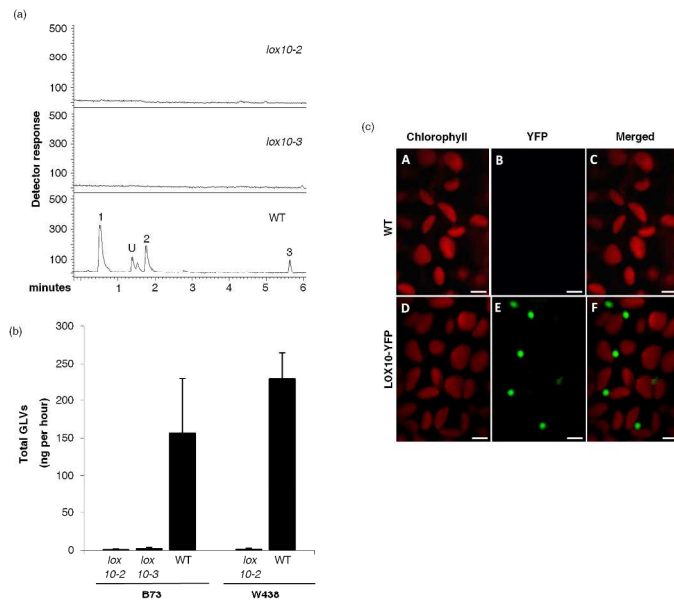 (a)
500
300
100
lox10-2
500
300
100
lox10-3
500
300
100
WT
1
U
2
3
Detector response
minutes 1 2 3 4 5 6
(b)
300
250
200
150
100
50
0
Total GLVs
(ng per hour)
lox
10-2
lox
10-3
WT
lox
10-2
WT
B73
W438
(c)
Chlorophyll YFP Merged
WT
A B C
LOX10-YFP
D E F